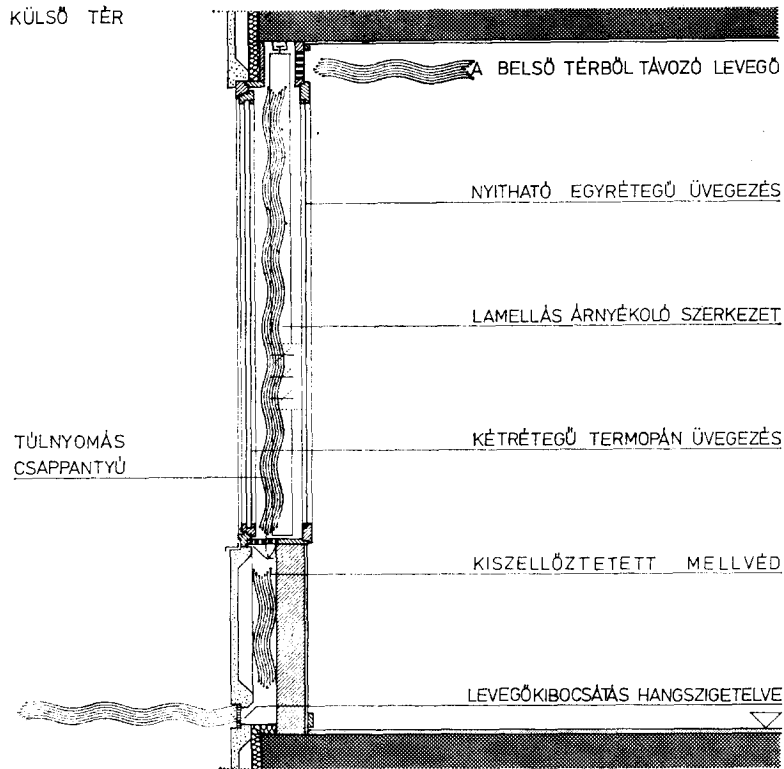 KÜLSŐ TÉR
A BELSŐ TÉRBŐL TÁVOZÓ LEVEGŐ
NYITHATÓ EGYRÉTEGŰ ÜVEGEZÉS
LAMELLÁS ÁRNYÉKOLÓ SZERKEZET
TÚLNYOMÁS
CSAPPANTYÚ
KÉTRÉTEGŰ TERMOPÁN ÜVEGEZÉS
KISZELLŐZTETETT MELLVÉD
LEVEGŐKIBOCSÁTÁS HANGSZIGETELVE